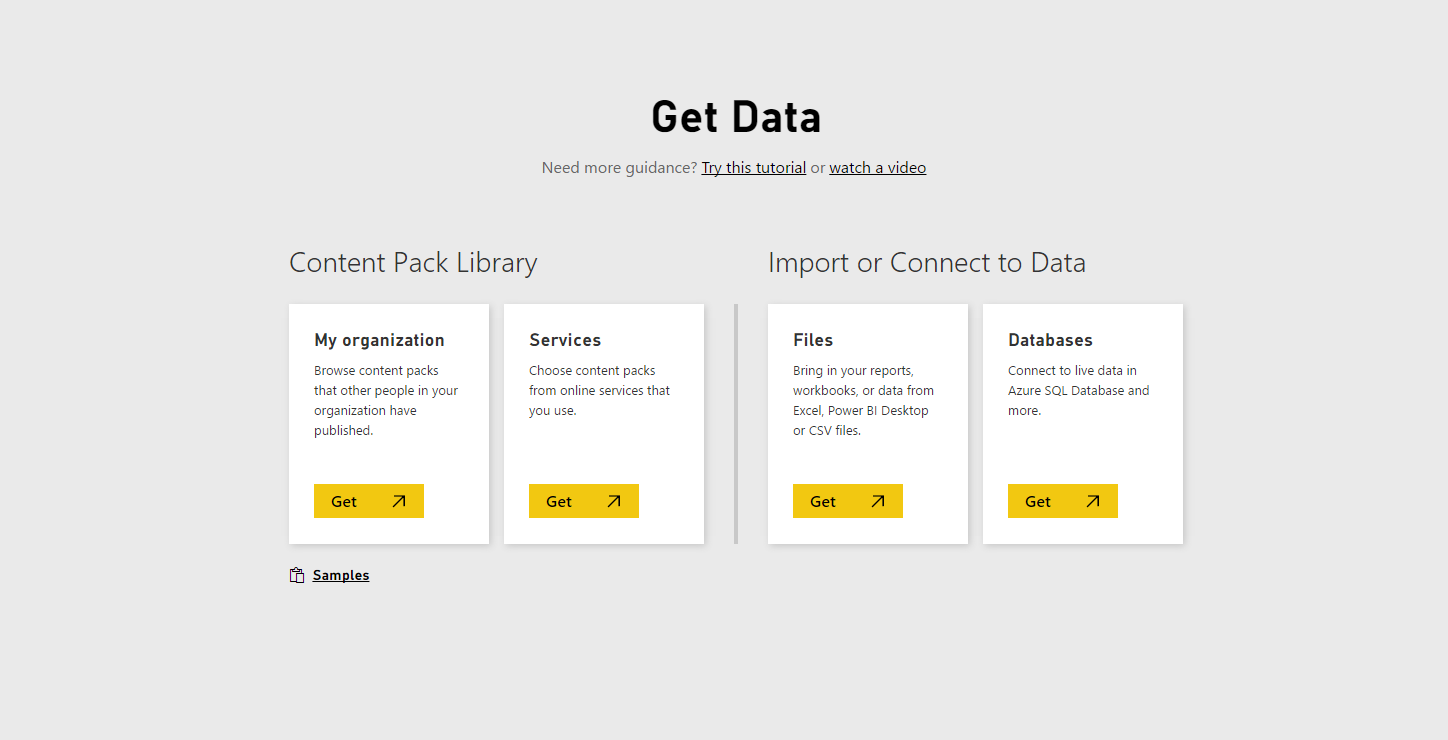 Get Data
Need more guidance? Try this tutorial or watch a video
Content Pack Library
My organization
Browse content packs
that other people in your
organization have
published.
Get
Services
Choose content packs
from online services that
you use.
Get
Samples
Import or Connect to Data
Files
Bring in your reports,
workbooks, or data from
Excel, Power BI Desktop
or CSV files.
Get
Databases
Connect to live data in
Azure SQL Database and
more.
Get